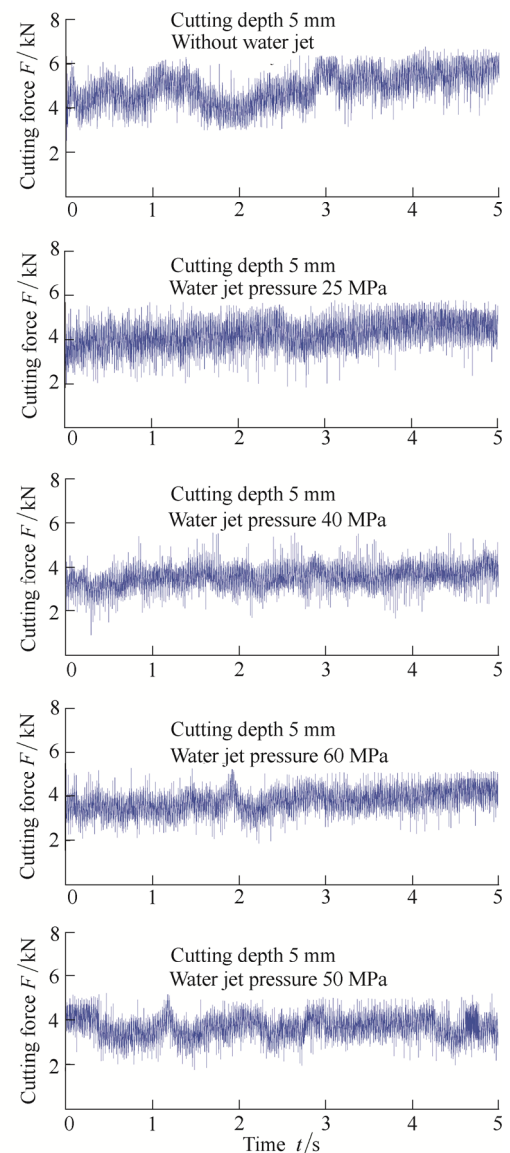 8
Cutting depth 5 mm
Without water jet
6
4
2
Cutting force F/kN
0 1 2 3 4 5
8
Cutting depth 5 mm
Water jet pressure 25 MPa
6
4
2
Cutting force F/kN
0 1 2 3 4 5
8
Cutting depth 5 mm
Water jet pressure 40 MPa
6
4
2
Cutting force F/kN
0 1 2 3 4 5
8
Cutting depth 5 mm
Water jet pressure 60 MPa
6
4
2
Cutting force F/kN
0 1 2 3 4 5
8
Cutting depth 5 mm
Water jet pressure 50 MPa
6
4
2
Cutting force F/kN
0 1 2 3 4 5
Time t/s